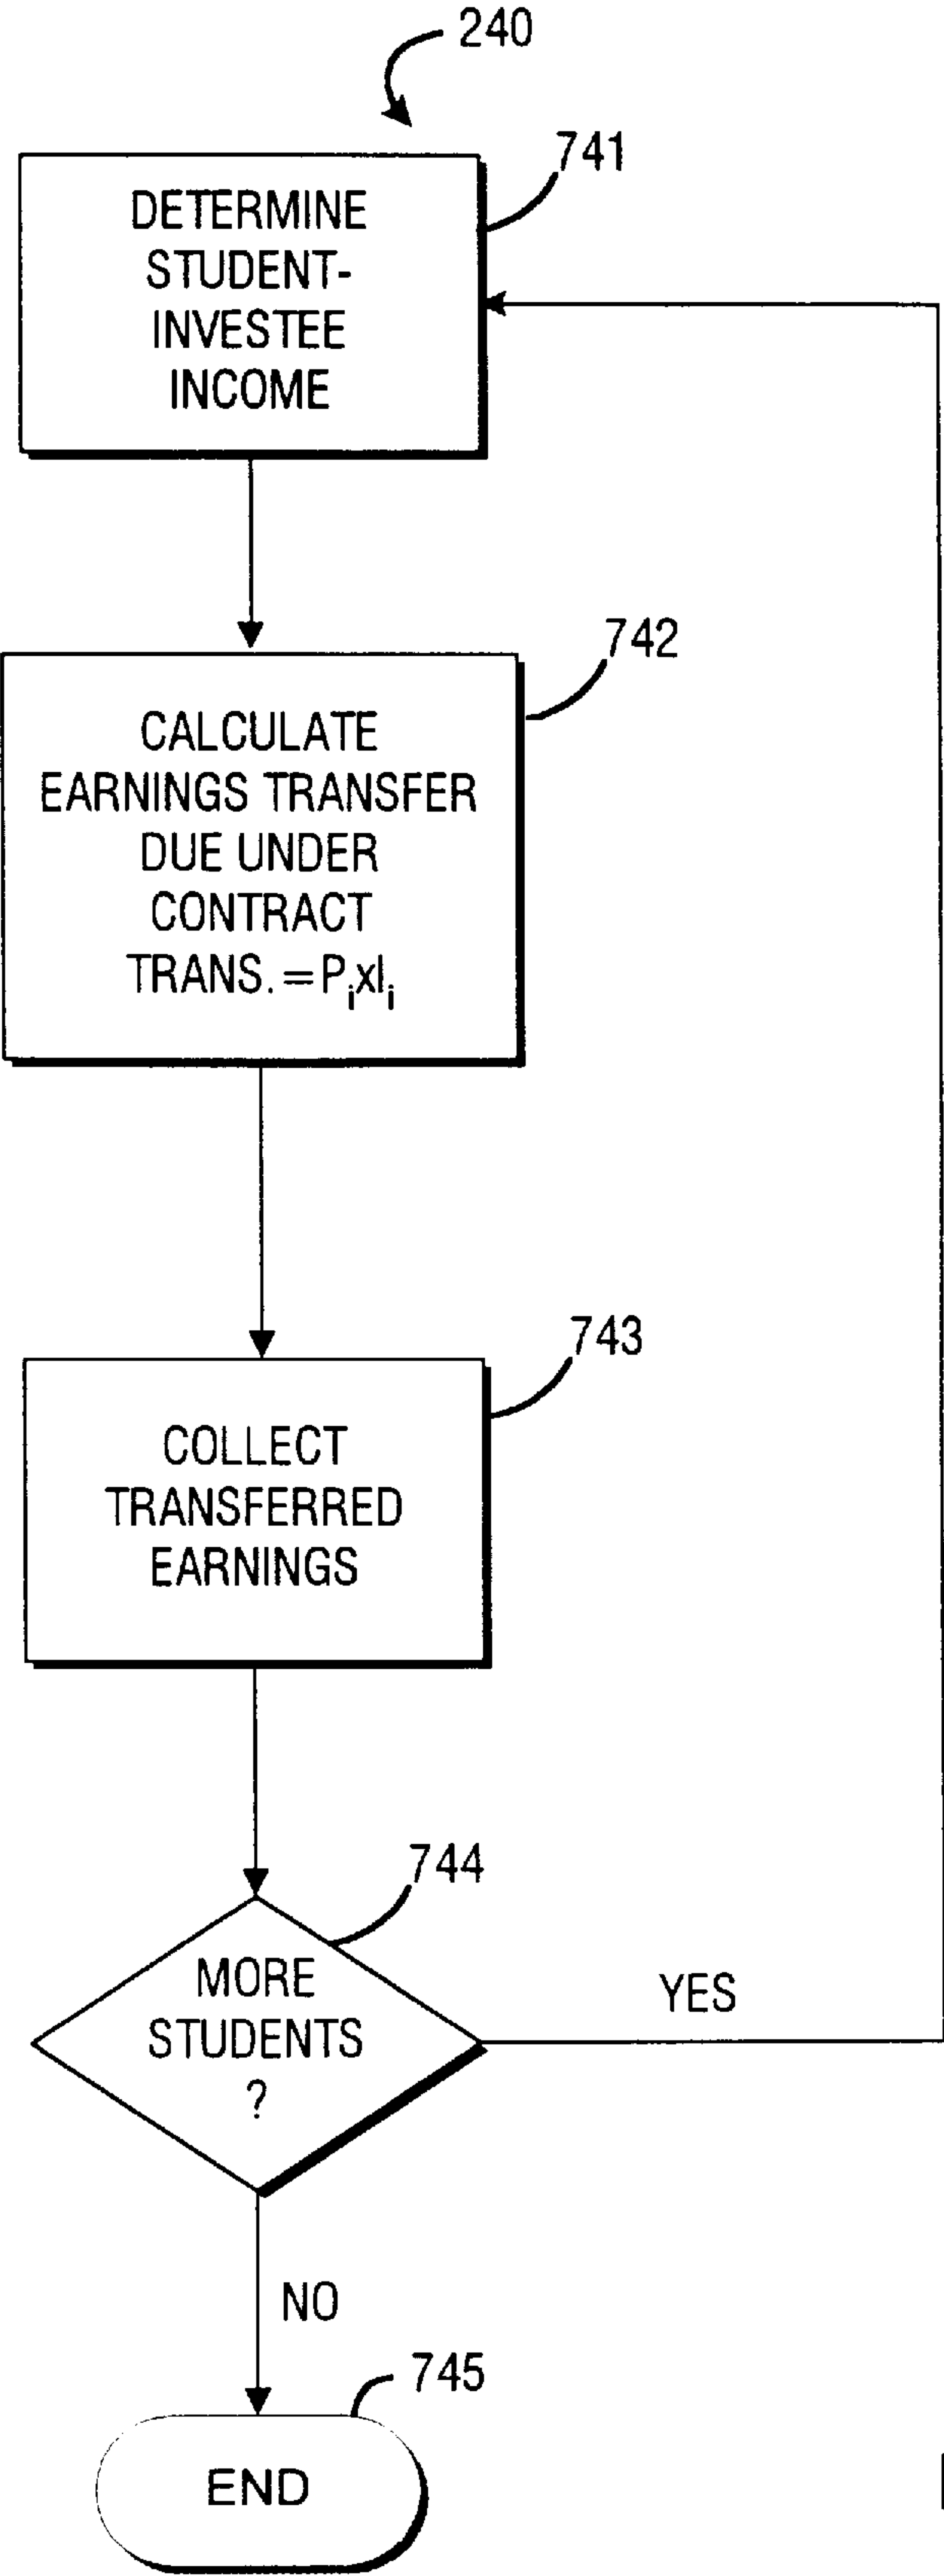 240
741
DETERMINE
STUDENT-
INVESTEE
INCOME
742
CALCULATE
EARNINGS TRANSFER
DUE UNDER
CONTRACT
TRANS. = PᵢxIᵢ
743
COLLECT
TRANSFERRED
EARNINGS
744
MORE
STUDENTS
?
YES
NO
745
END